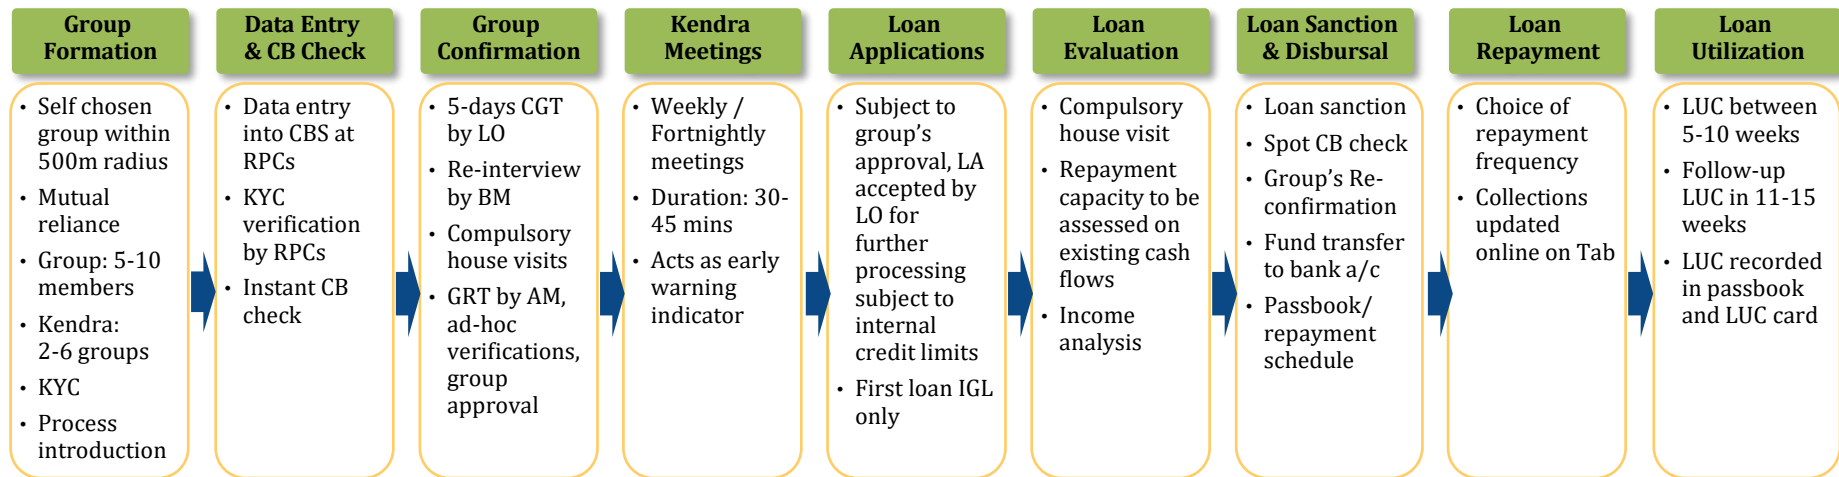 Group
Formation
• Self chosen
group within
500m radius
• Mutual
reliance
• Group: 5-10
members
• Kendra:
2-6 groups
• KYC
• Process
introduction
Data Entry
& CB Check
• Data entry
into CBS at
RPCs
• KYC
verification
by RPCs
• Instant CB
check
Group
Confirmation
• 5-days CGT
by LO
• Re-interview
by BM
• Compulsory
house visits
• GRT by AM,
ad-hoc
verifications,
group
approval
Kendra
Meetings
• Weekly /
Fortnightly
meetings
• Duration: 30-
45 mins
• Acts as early
warning
indicator
Loan
Applications
• Subject to
group’s
approval, LA
accepted by
LO for
further
processing
subject to
internal
credit limits
• First loan IGL
only
Loan
Evaluation
• Compulsory
house visit
• Repayment
capacity to be
assessed on
existing cash
flows
• Income
analysis
Loan Sanction
& Disbursal
• Loan sanction
• Spot CB check
• Group’s Re-
confirmation
• Fund transfer
to bank a/c
• Passbook/
repayment
schedule
Loan
Repayment
• Choice of
repayment
frequency
• Collections
updated
online on Tab
Loan
Utilization
• LUC between
5-10 weeks
• Follow-up
LUC in 11-15
weeks
• LUC recorded
in passbook
and LUC card